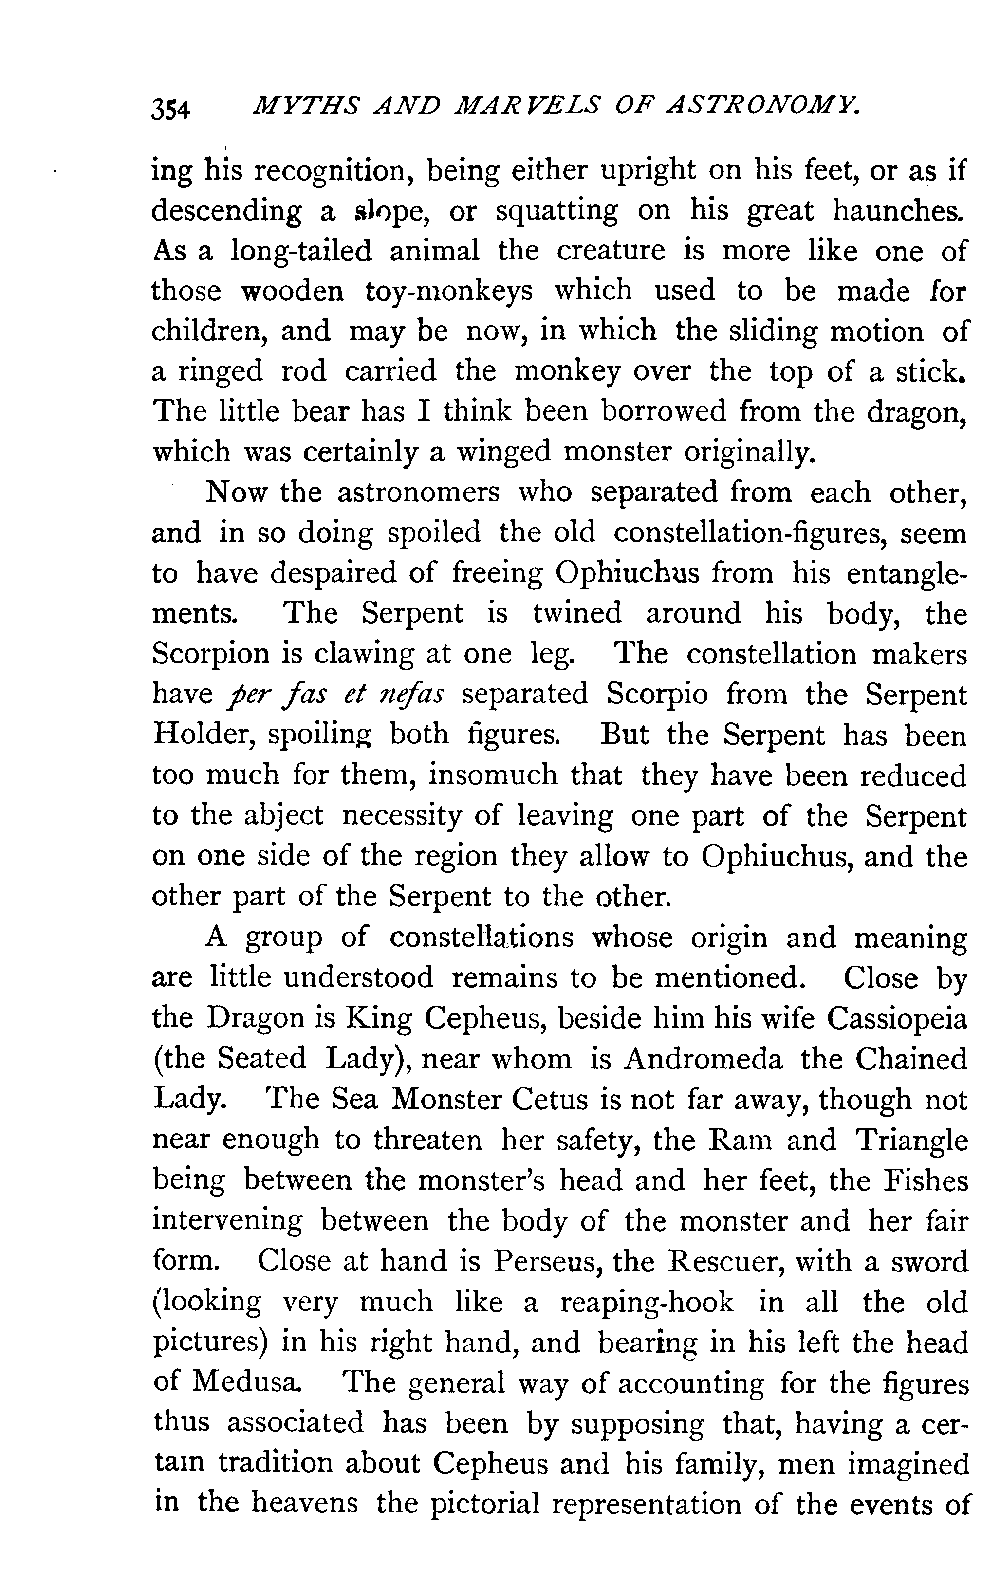 354 MYTHS AND MARVELS OF ASTRONOMY.
ing his recognition, being either upright on his feet, or as if
descending a slope, or squatting on his great haunches.
As a long-tailed animal the creature is more like one of
those wooden toy-monkeys which used to be made for
children, and may be now, in which the sliding motion of
a ringed rod carried the monkey over the top of a stick.
The little bear has I think been borrowed from the dragon,
which was certainly a winged monster originally.
Now the astronomers who separated from each other,
and in so doing spoiled the old constellation-figures, seem
to have despaired of freeing Ophiuchus from his entangle-
ments. The Serpent is twined around his body, the
Scorpion is clawing at one leg. The constellation makers
have per fas et nefas separated Scorpio from the Serpent
Holder, spoiling both figures. But the Serpent has been
too much for them, insomuch that they have been reduced
to the abject necessity of leaving one part of the Serpent
on one side of the region they allow to Ophiuchus, and the
other part of the Serpent to the other.
A group of constellations whose origin and meaning
are little understood remains to be mentioned. Close by
the Dragon is King Cepheus, beside him his wife Cassiopeia
(the Seated Lady), near whom is Andromeda the Chained
Lady. The Sea Monster Cetus is not far away, though not
near enough to threaten her safety, the Ram and Triangle
being between the monster's head and her feet, the Fishes
intervening between the body of the monster and her fair
form. Close at hand is Perseus, the Rescuer, with a sword
(looking very much like a reaping-hook in all the old
pictures) in his right hand, and bearing in his left the head
of Medusa. The general way of accounting for the figures
thus associated has been by supposing that, having a cer-
tain tradition about Cepheus and his family, men imagined
in the heavens the pictorial representation of the events of